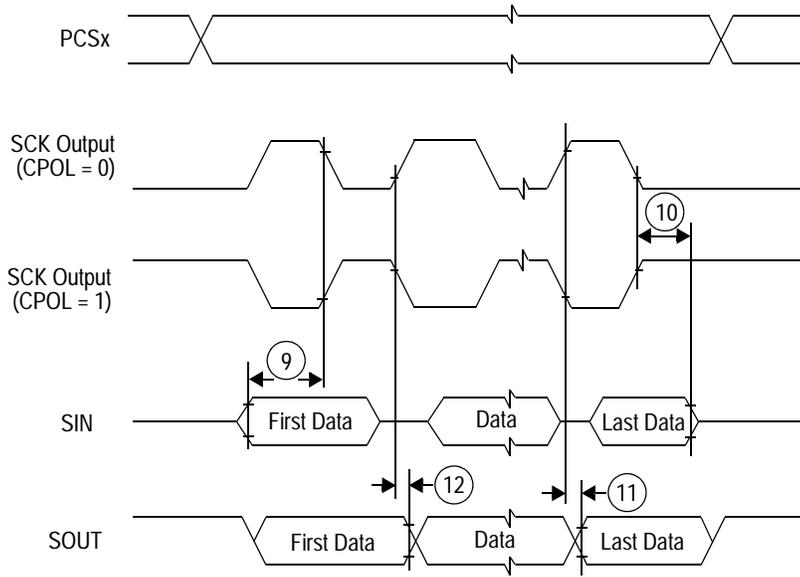 PCSx
SCK Output
(CPOL = 0)
10
SCK Output
(CPOL = 1)
9
SIN
First Data
Data
Last Data
12
11
SOUT
First Data
Data
Last Data